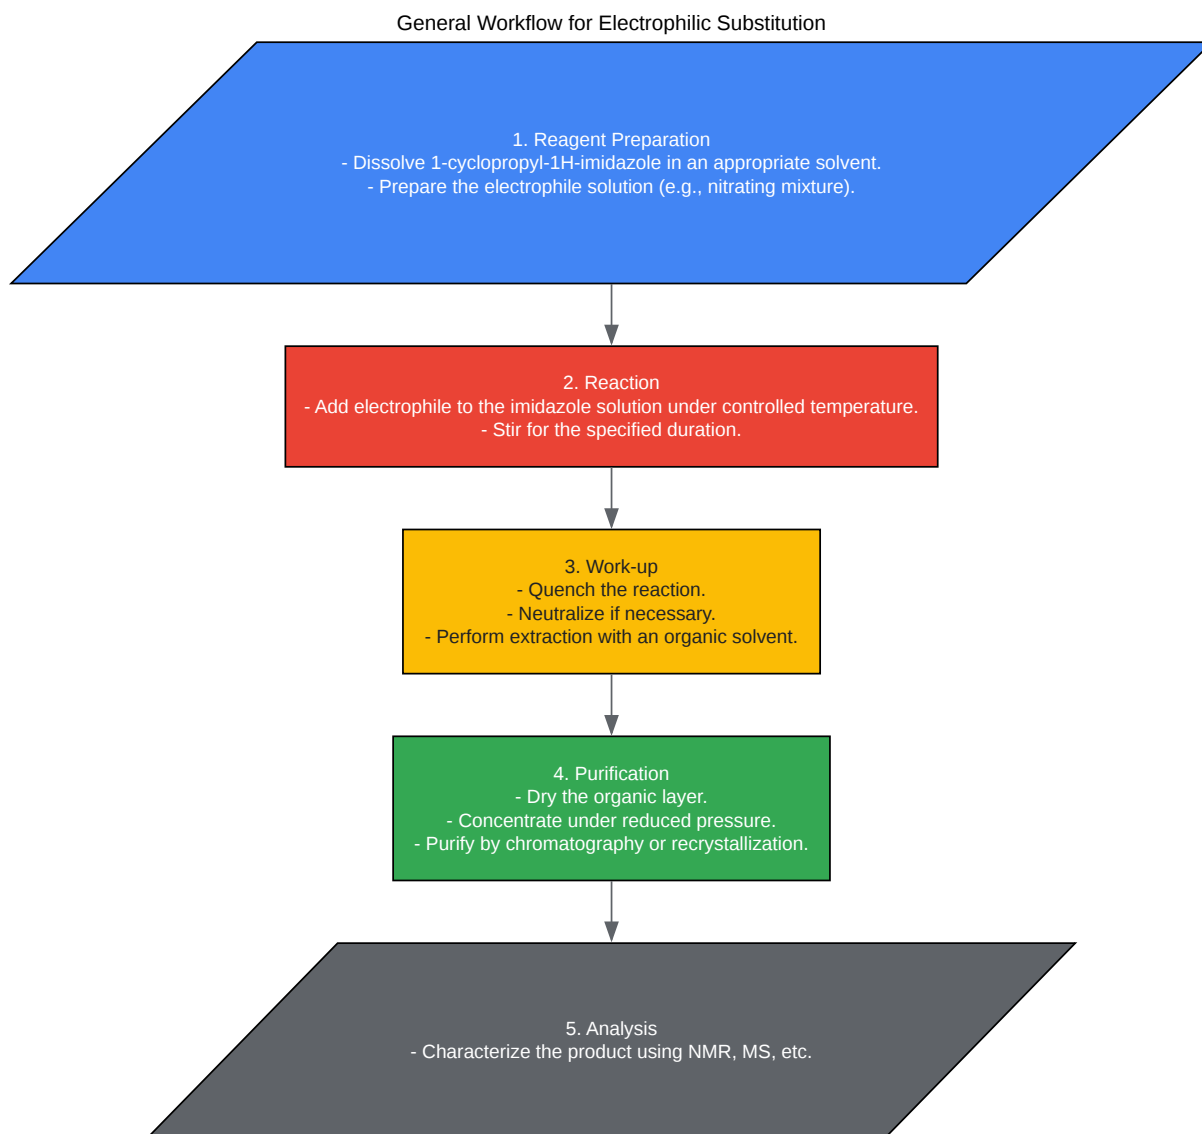 General Workflow for Electrophilic Substitution
1. Reagent Preparation
- Dissolve 1-cyclopropyl-1H-imidazole in an appropriate solvent.
- Prepare the electrophile solution (e.g., nitrating mixture).
2. Reaction
- Add electrophile to the imidazole solution under controlled temperature.
- Stir for the specified duration.
3. Work-up
- Quench the reaction.
- Neutralize if necessary.
- Perform extraction with an organic solvent.
4. Purification
- Dry the organic layer.
- Concentrate under reduced pressure.
- Purify by chromatography or recrystallization.
5. Analysis
- Characterize the product using NMR, MS, etc.